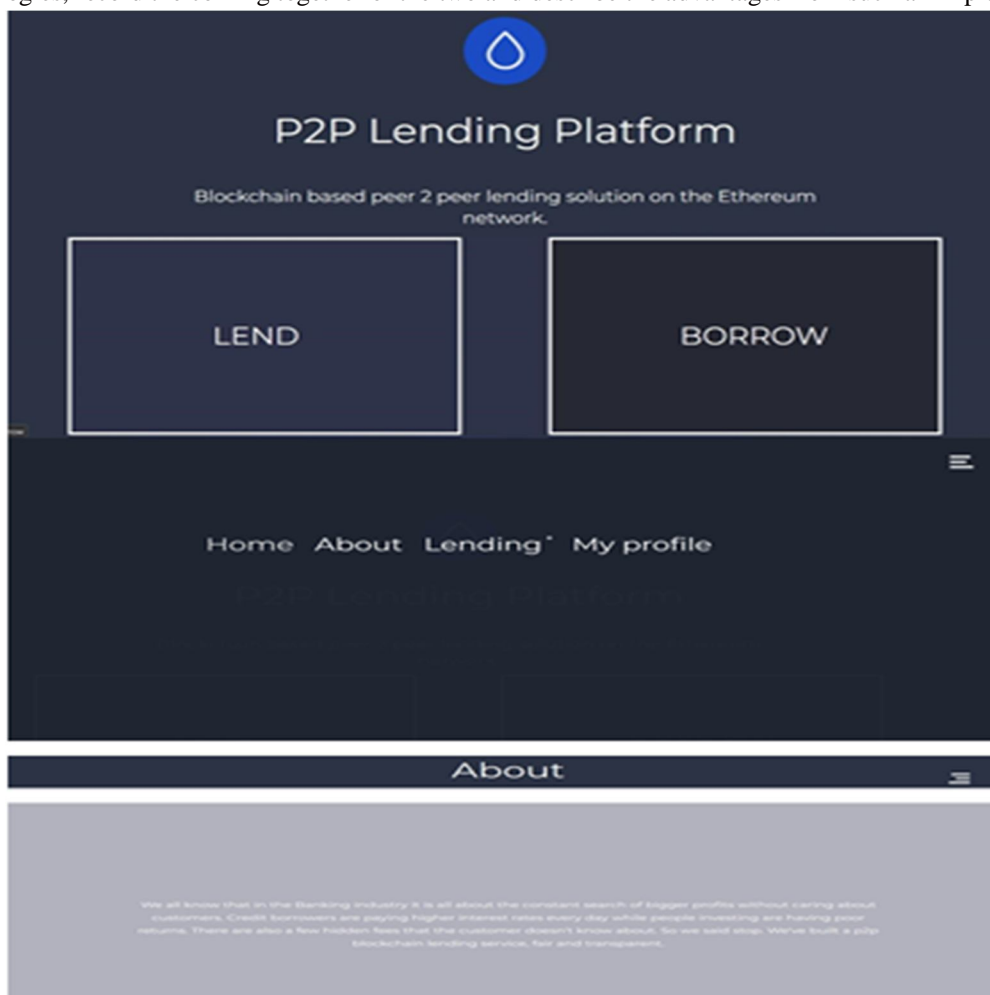 P2P Lending Platform
Blockchain based peer 2 peer lending solution on the Ethereum
network.
LEND
BORROW
Home About Lending My profile
P2P Lending Platform
About
We all know that in the Banking industry it is all about the constant search of bigger profits without caring about
customers. Credit borrowers are paying higher interest rates every day while people investing are having poor
returns. There are also a few hidden fees that the customer doesn't know about. So we said stop. We've built a p2p
blockchain lending service, fair and transparent.